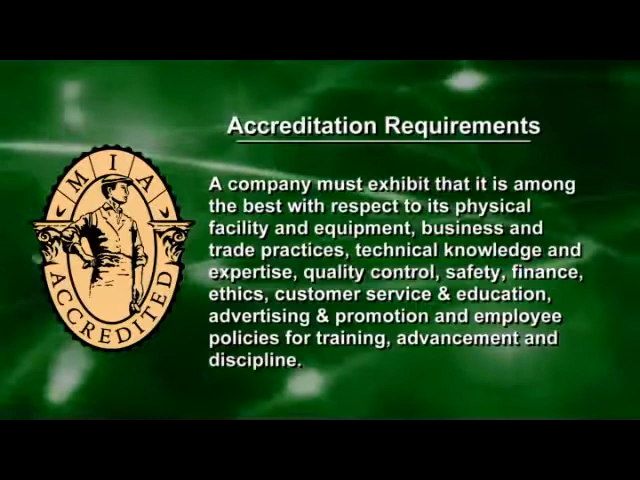 Accreditation Requirements
MIA
ACCREDITED
A company must exhibit that it is among
the best with respect to its physical
facility and equipment, business and
trade practices, technical knowledge and
expertise, quality control, safety, finance,
ethics, customer service & education,
advertising & promotion and employee
policies for training, advancement and
discipline.